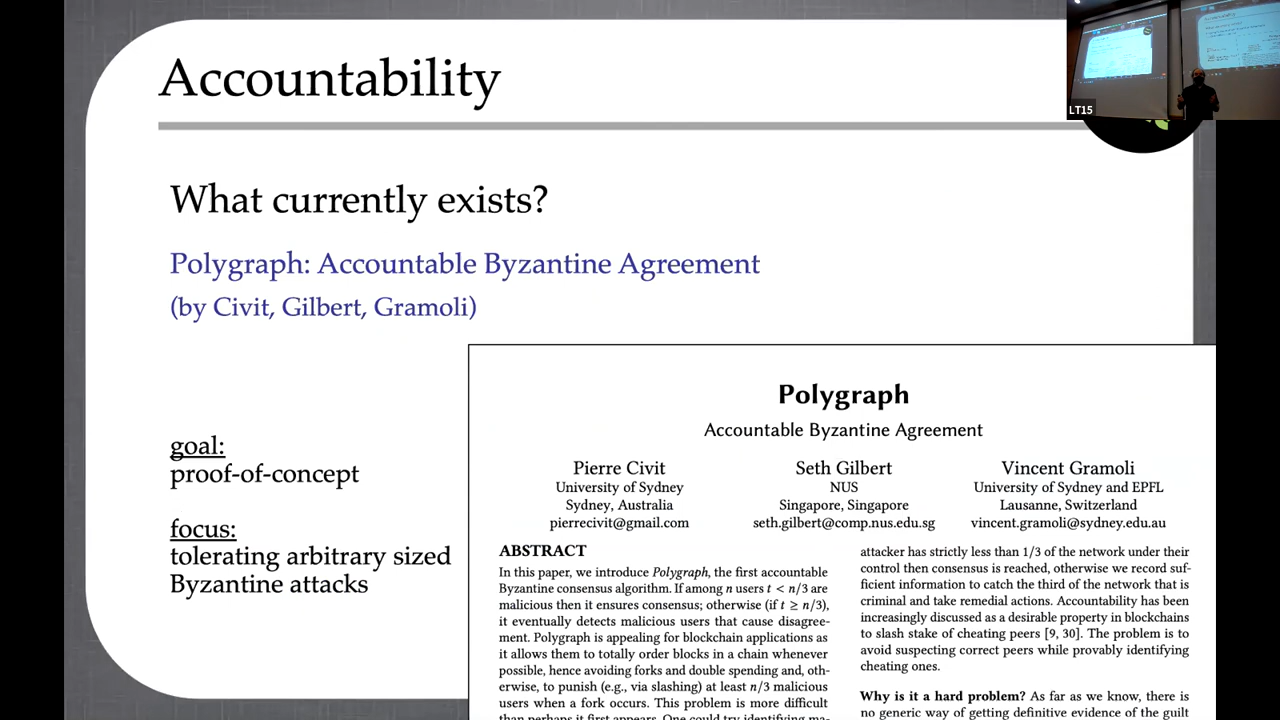 Accountability
LT15
What currently exists?
Polygraph: Accountable Byzantine Agreement
(by Civit, Gilbert, Gramoli)
goal:
proof-of-concept
focus:
tolerating arbitrary sized
Byzantine attacks
Polygraph
Accountable Byzantine Agreement
Pierre Civit
University of Sydney
Sydney, Australia
pierrecivit@gmail.com
Seth Gilbert
NUS
Singapore, Singapore
seth.gilbert@comp.nus.edu.sg
Vincent Gramoli
University of Sydney and EPFL
Lausanne, Switzerland
vincent.gramoli@sydney.edu.au
ABSTRACT
In this paper, we introduce Polygraph, the first accountable
Byzantine consensus algorithm. If among n users t < n/3 are
malicious then it ensures consensus; otherwise (if t ≥ n/3),
it eventually detects malicious users that cause disagree-
ment. Polygraph is appealing for blockchain applications as
it allows them to totally order blocks in a chain whenever
possible, hence avoiding forks and double spending and, oth-
erwise, to punish (e.g., via slashing) at least n/3 malicious
users when a fork occurs. This problem is more difficult
than perhaps it first appears. One could try identifying ma-
attacker has strictly less than 1/3 of the network under their
control then consensus is reached, otherwise we record suf-
ficient information to catch the third of the network that is
criminal and take remedial actions. Accountability has been
increasingly discussed as a desirable property in blockchains
to slash stake of cheating peers [9, 30]. The problem is to
avoid suspecting correct peers while provably identifying
cheating ones.
Why is it a hard problem? As far as we know, there is
no generic way of getting definitive evidence of the guilt